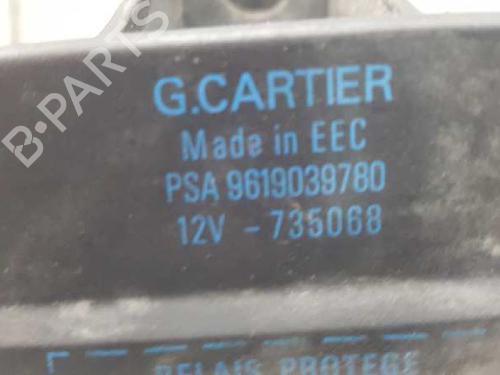 B-PARTS
G.CARTIER
Made in EEC
PSA 9619039780
12V - 735068
RELAIS PROTEGE